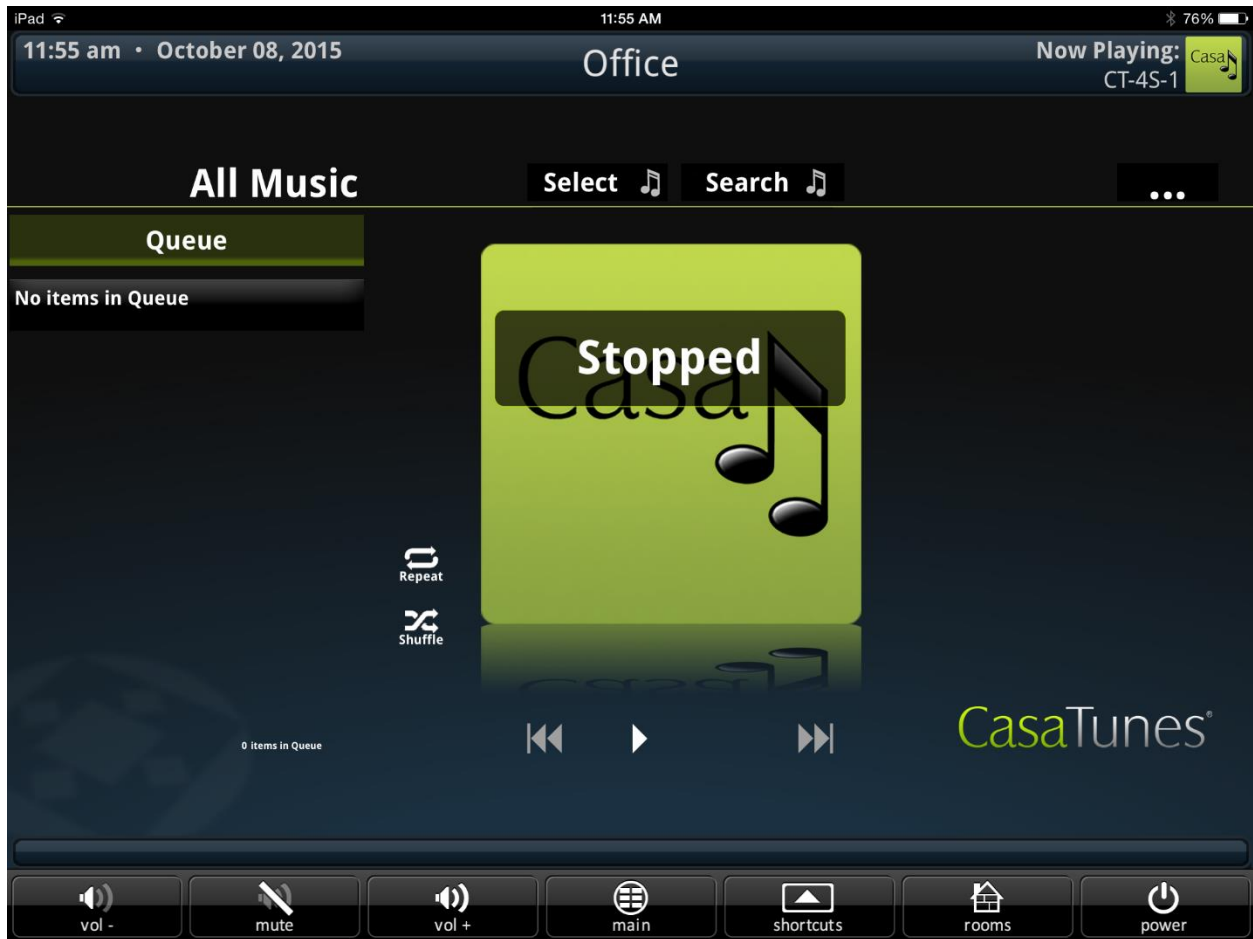 iPad 11:55 AM 76%
11:55 am • October 08, 2015
Office
Now Playing:
CT-4S-1
Casa
All Music
Select
Search
...
Queue
No items in Queue
Casa
Stopped
Repeat
Shuffle
0 items in Queue
CasaTunes®
vol - mute vol + main shortcuts rooms power